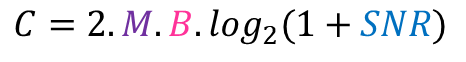 C = 2. M. B. log₂(1 + SNR)